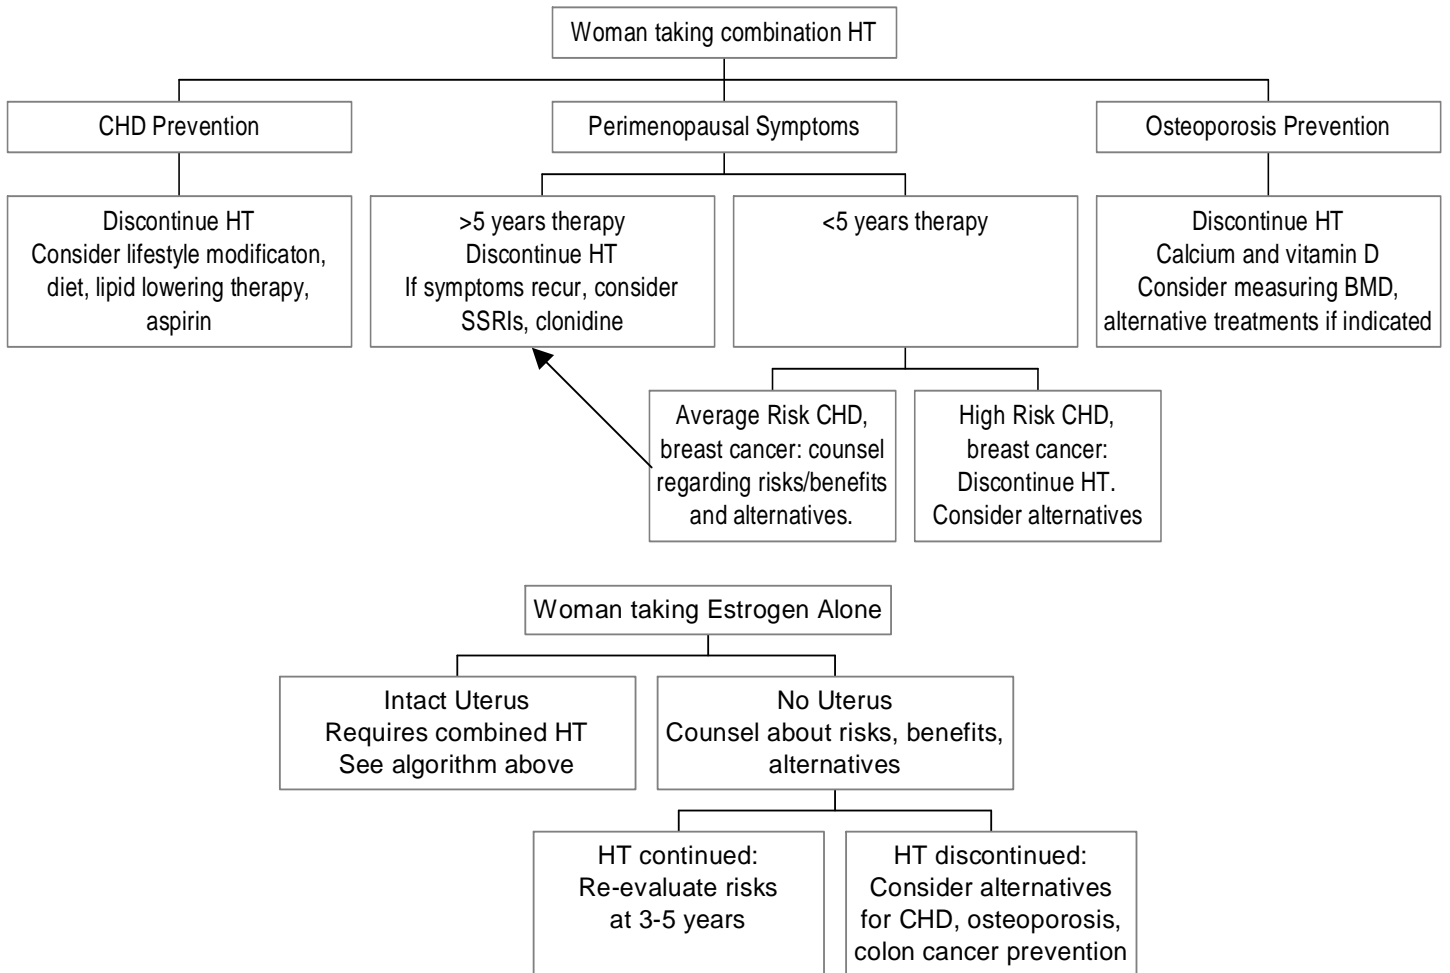 Woman taking combination HT
CHD Prevention
Perimenopausal Symptoms
Osteoporosis Prevention
Discontinue HT
Consider lifestyle modificaton,
diet, lipid lowering therapy,
aspirin
>5 years therapy
Discontinue HT
If symptoms recur, consider
SSRIs, clonidine
<5 years therapy
Discontinue HT
Calcium and vitamin D
Consider measuring BMD,
alternative treatments if indicated
Average Risk CHD,
breast cancer: counsel
regarding risks/benefits
and alternatives.
High Risk CHD,
breast cancer:
Discontinue HT.
Consider alternatives
Woman taking Estrogen Alone
Intact Uterus
Requires combined HT
See algorithm above
No Uterus
Counsel about risks, benefits,
alternatives
HT continued:
Re-evaluate risks
at 3-5 years
HT discontinued:
Consider alternatives
for CHD, osteoporosis,
colon cancer prevention